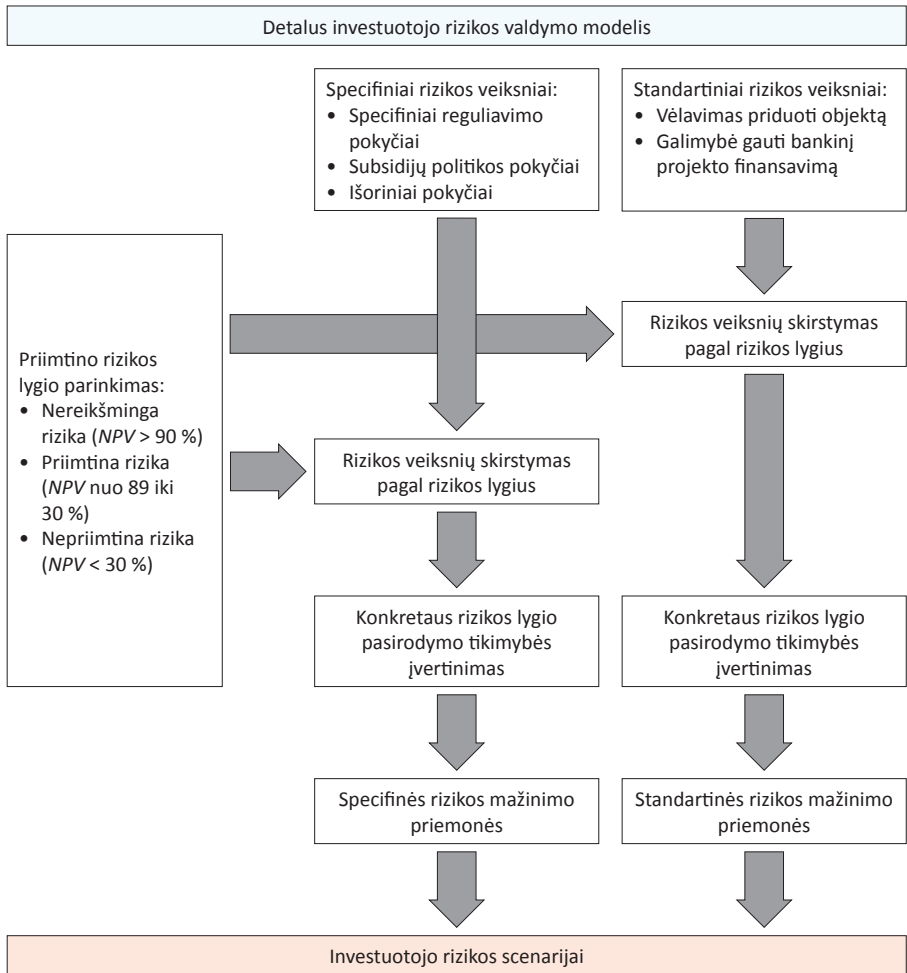 Detalus investuotojo rizikos valdymo modelis
Specifiniai rizikos veiksniai:
• Specifiniai reguliavimo
pokyčiai
• Subsidijų politikos pokyčiai
• Išoriniai pokyčiai
Standartiniai rizikos veiksniai:
• Vėlavimas priduoti objektą
• Galimybė gauti bankinį
projekto finansavimą
Priimtino rizikos
lygio parinkimas:
• Nereikšminga
rizika (NPV > 90 %)
• Priimtina rizika
(NPV nuo 89 iki
30 %)
• Nepriimtina rizika
(NPV < 30 %)
Rizikos veiksnių skirstymas
pagal rizikos lygius
Rizikos veiksnių skirstymas
pagal rizikos lygius
Konkretaus rizikos lygio
pasirodymo tikimybės
įvertinimas
Konkretaus rizikos lygio
pasirodymo tikimybės
įvertinimas
Specifinės rizikos mažinimo
priemonės
Standartinės rizikos mažinimo
priemonės
Investuotojo rizikos scenarijai